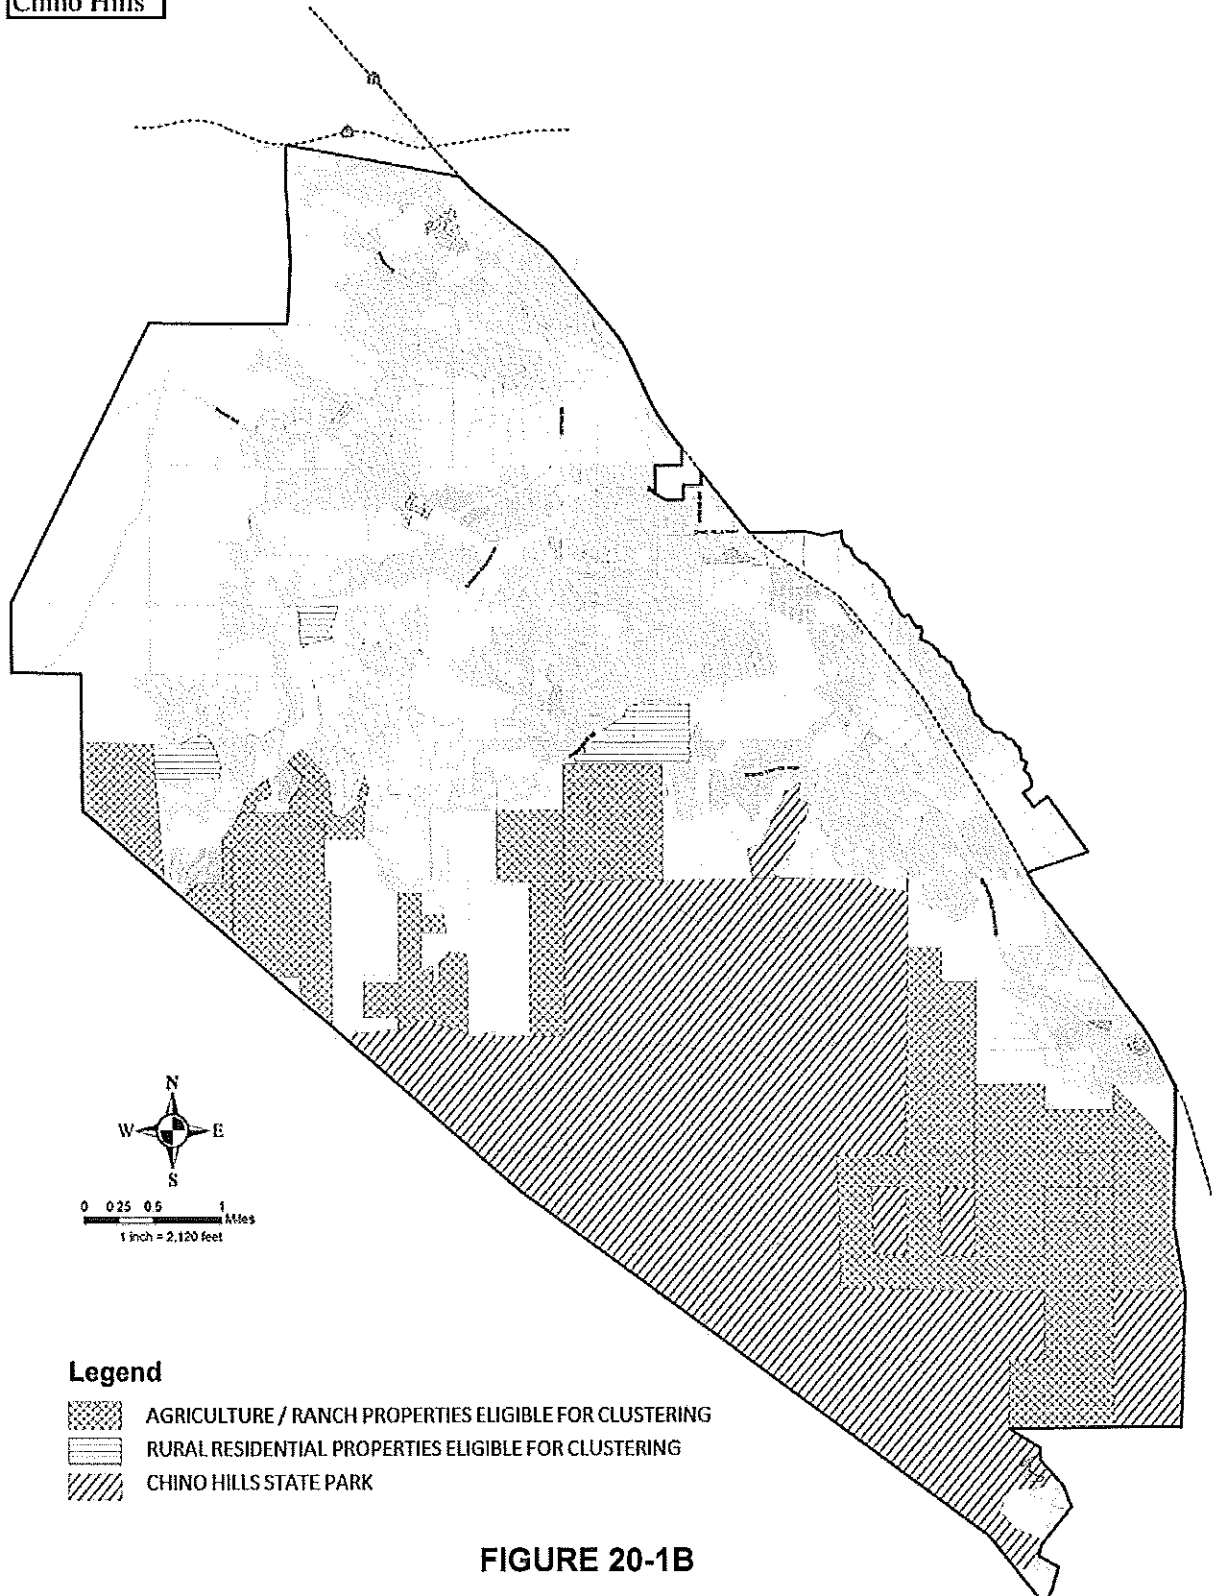 Chino Hills
N
W E
S
0 0.25 0.5 1
Miles
1 inch = 2,120 feet
Legend
AGRICULTURE / RANCH PROPERTIES ELIGIBLE FOR CLUSTERING
RURAL RESIDENTIAL PROPERTIES ELIGIBLE FOR CLUSTERING
CHINO HILLS STATE PARK
FIGURE 20-1B